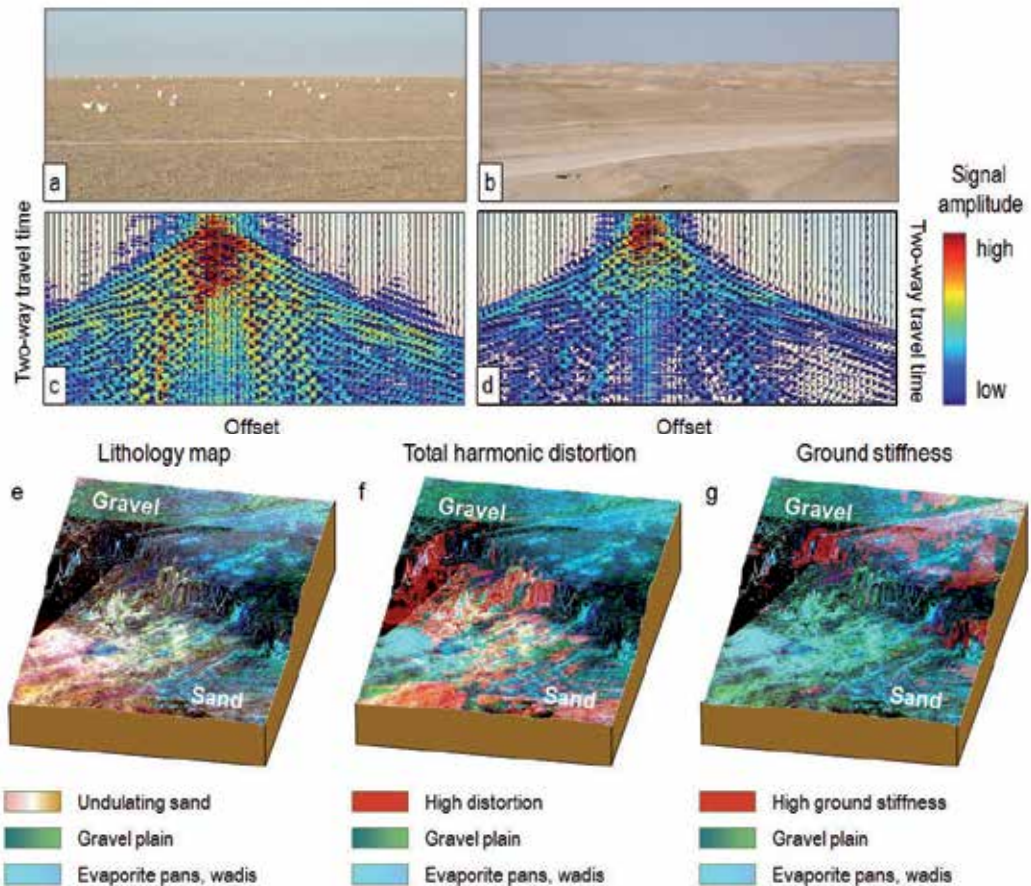 a
b
Signal
amplitude
high
low
Two-way travel time
Two-way travel time
c
d
Offset
Offset
Lithology map
Total harmonic distortion
Ground stiffness
e
f
g
Gravel
Gravel
Gravel
Sand
Sand
Sand
Undulating sand
High distortion
High ground stiffness
Gravel plain
Gravel plain
Gravel plain
Evaporite pans, wadis
Evaporite pans, wadis
Evaporite pans, wadis